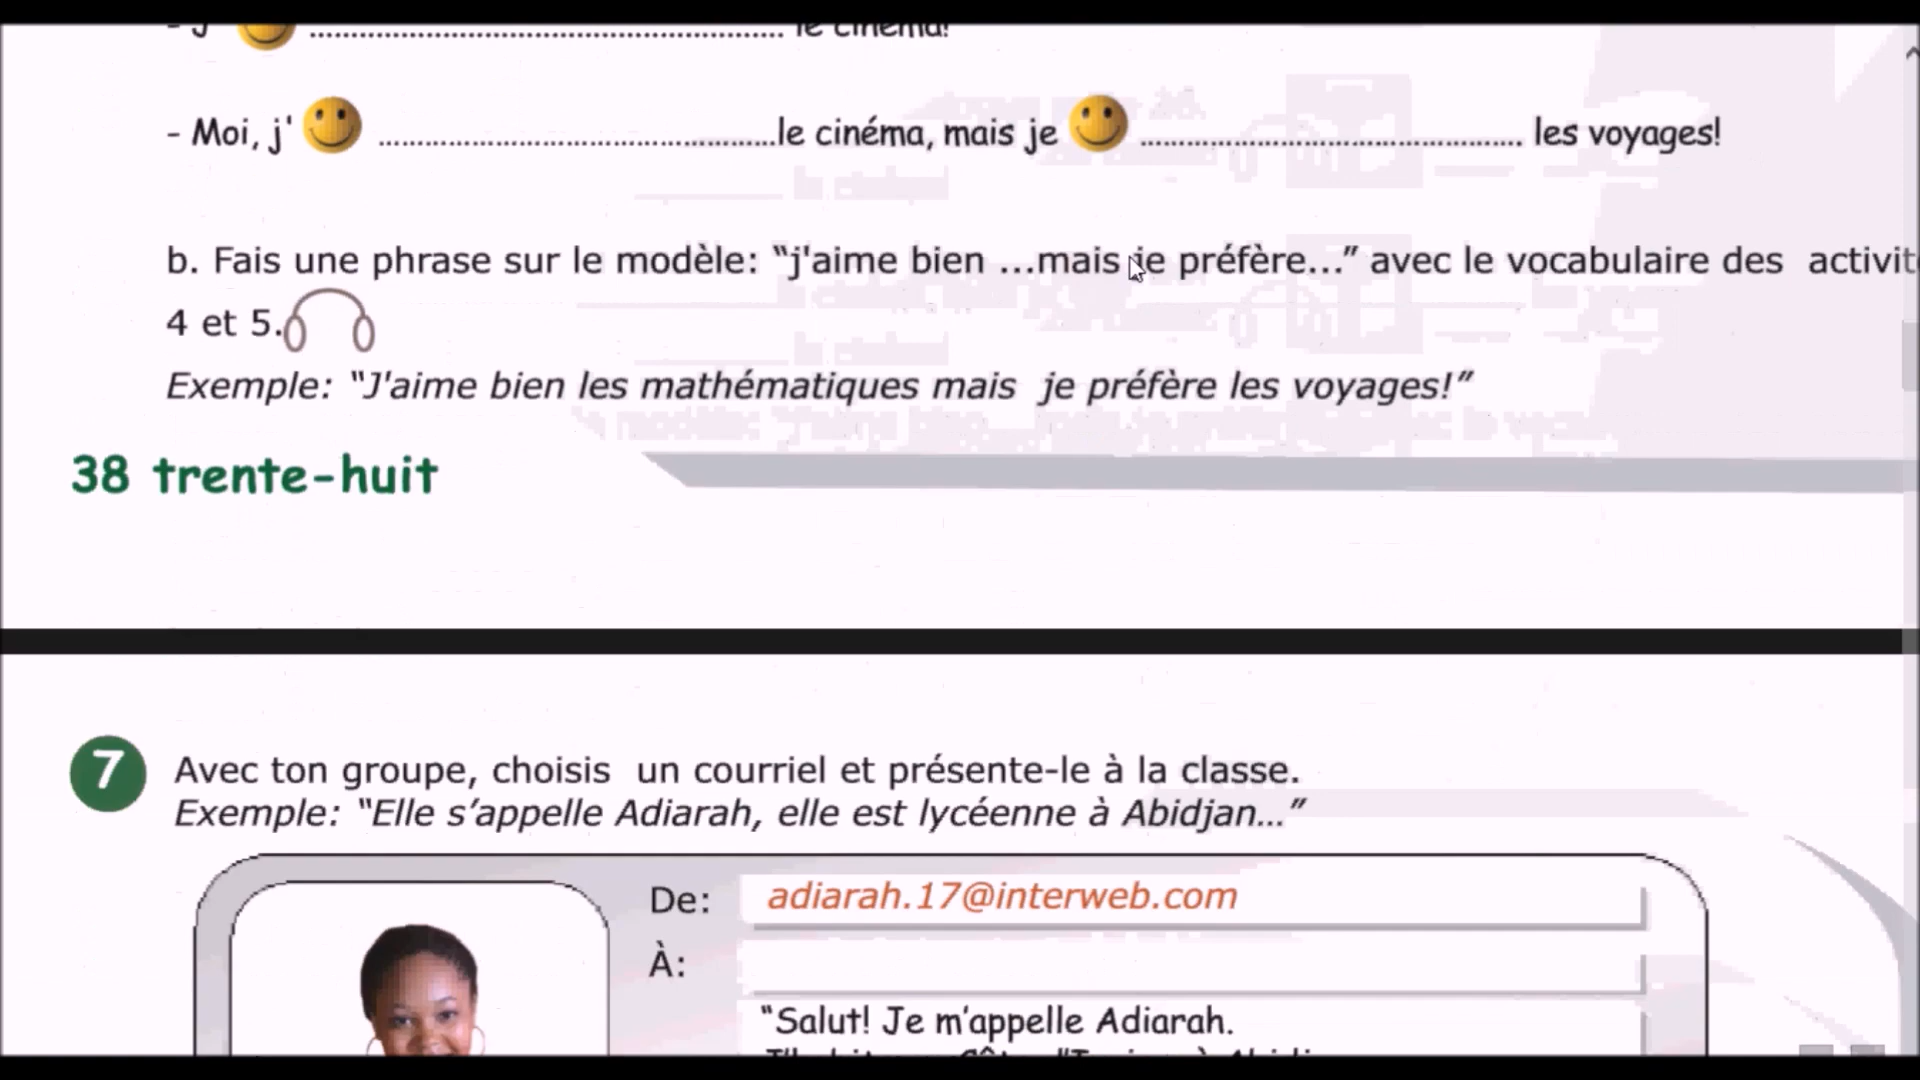 - J' ........................................ le cinéma!
- Moi, j' ........................................le cinéma, mais je ........................................ les voyages!
b. Fais une phrase sur le modèle: “j'aime bien ...mais je préfère...” avec le vocabulaire des activit
4 et 5.
Exemple: “J'aime bien les mathématiques mais je préfère les voyages!”
38 trente-huit
7 Avec ton groupe, choisis un courriel et présente-le à la classe.
Exemple: “Elle s’appelle Adiarah, elle est lycéenne à Abidjan...”
De: adiarah.17@interweb.com
À:
“Salut! Je m’appelle Adiarah.